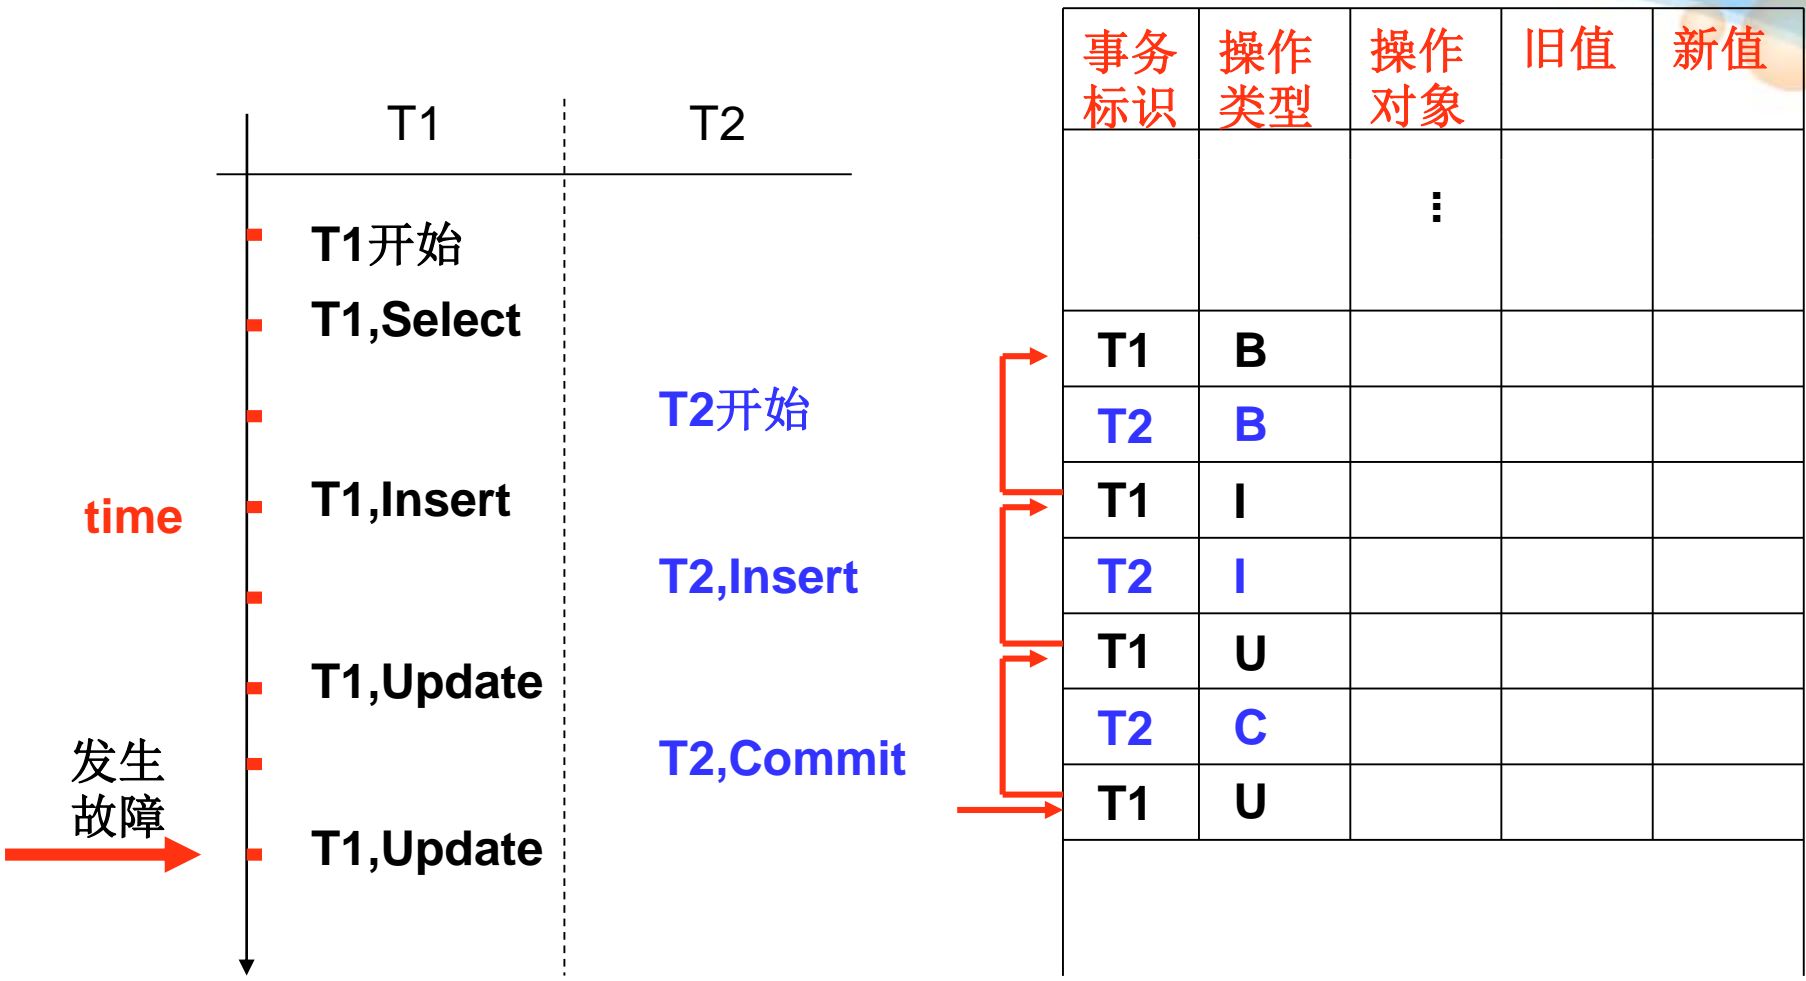 T1 T2
T1开始
T1,Select
T2开始
T1,Insert
time
T2,Insert
T1,Update
T2,Commit
发生
故障
T1,Update
事务 操作 操作 旧值 新值
标识 类型 对象
⋮
T1 B
T2 B
T1 I
T2 I
T1 U
T2 C
T1 U